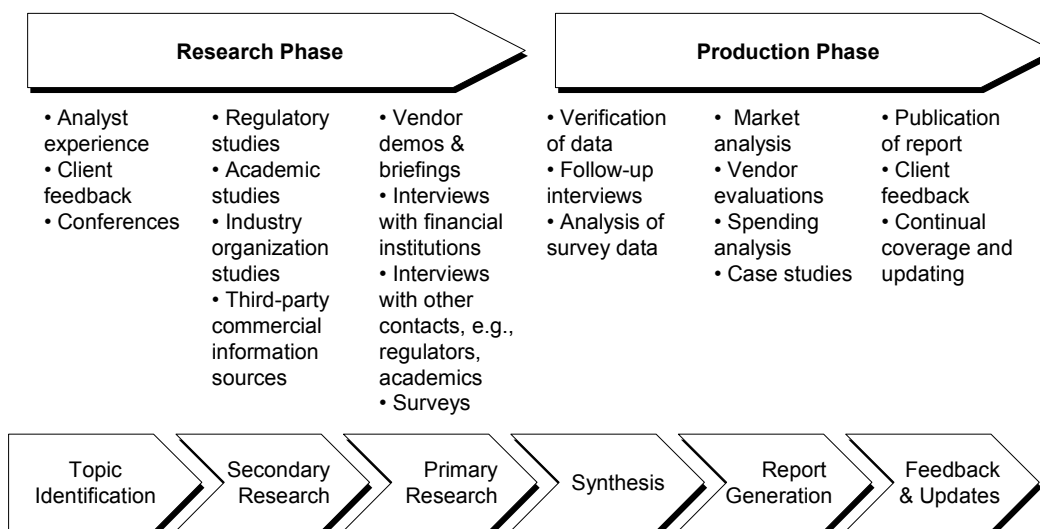 Research Phase
Production Phase
• Analyst
experience
• Client
feedback
• Conferences
• Regulatory
studies
• Academic
studies
• Industry
organization
studies
• Third-party
commercial
information
sources
• Vendor
demos &
briefings
• Interviews
with financial
institutions
• Interviews
with other
contacts, e.g.,
regulators,
academics
• Surveys
• Verification
of data
• Follow-up
interviews
• Analysis of
survey data
• Market
analysis
• Vendor
evaluations
• Spending
analysis
• Case studies
• Publication
of report
• Client
feedback
• Continual
coverage and
updating
Topic
Identification
Secondary
Research
Primary
Research
Synthesis
Report
Generation
Feedback
& Updates